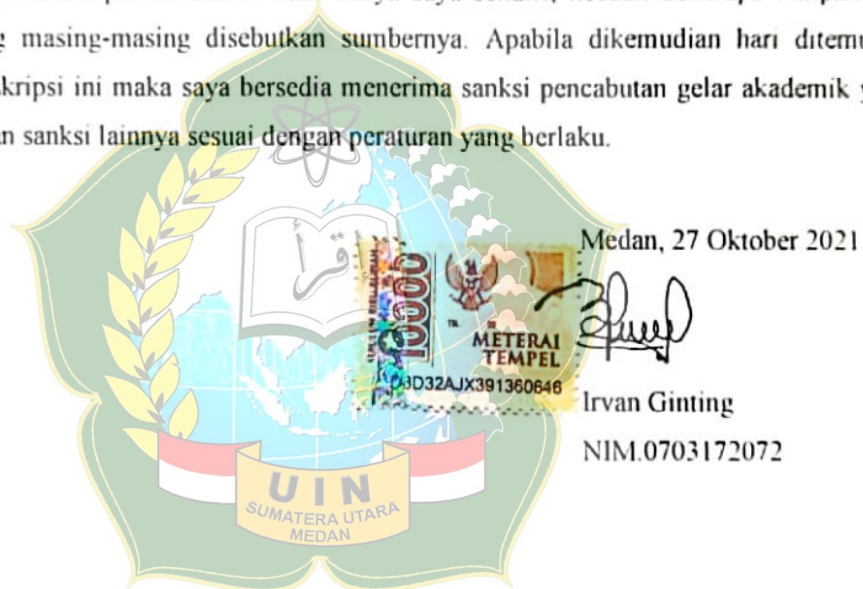 masing-masing disebutkan sumbernya. Apabila dikemudian hari
ini maka saya bersedia menerima sanksi pencabutan gelar akademik
sanksi lainnya sesuai dengan peraturan yang berlaku.
Medan, 27 Oktober 2021
اقرأ
10000
METERAI
TEMPEL
D32AJX391360646
Irvan Ginting
NIM.0703172072
UIN
SUMATERA UTARA
MEDAN